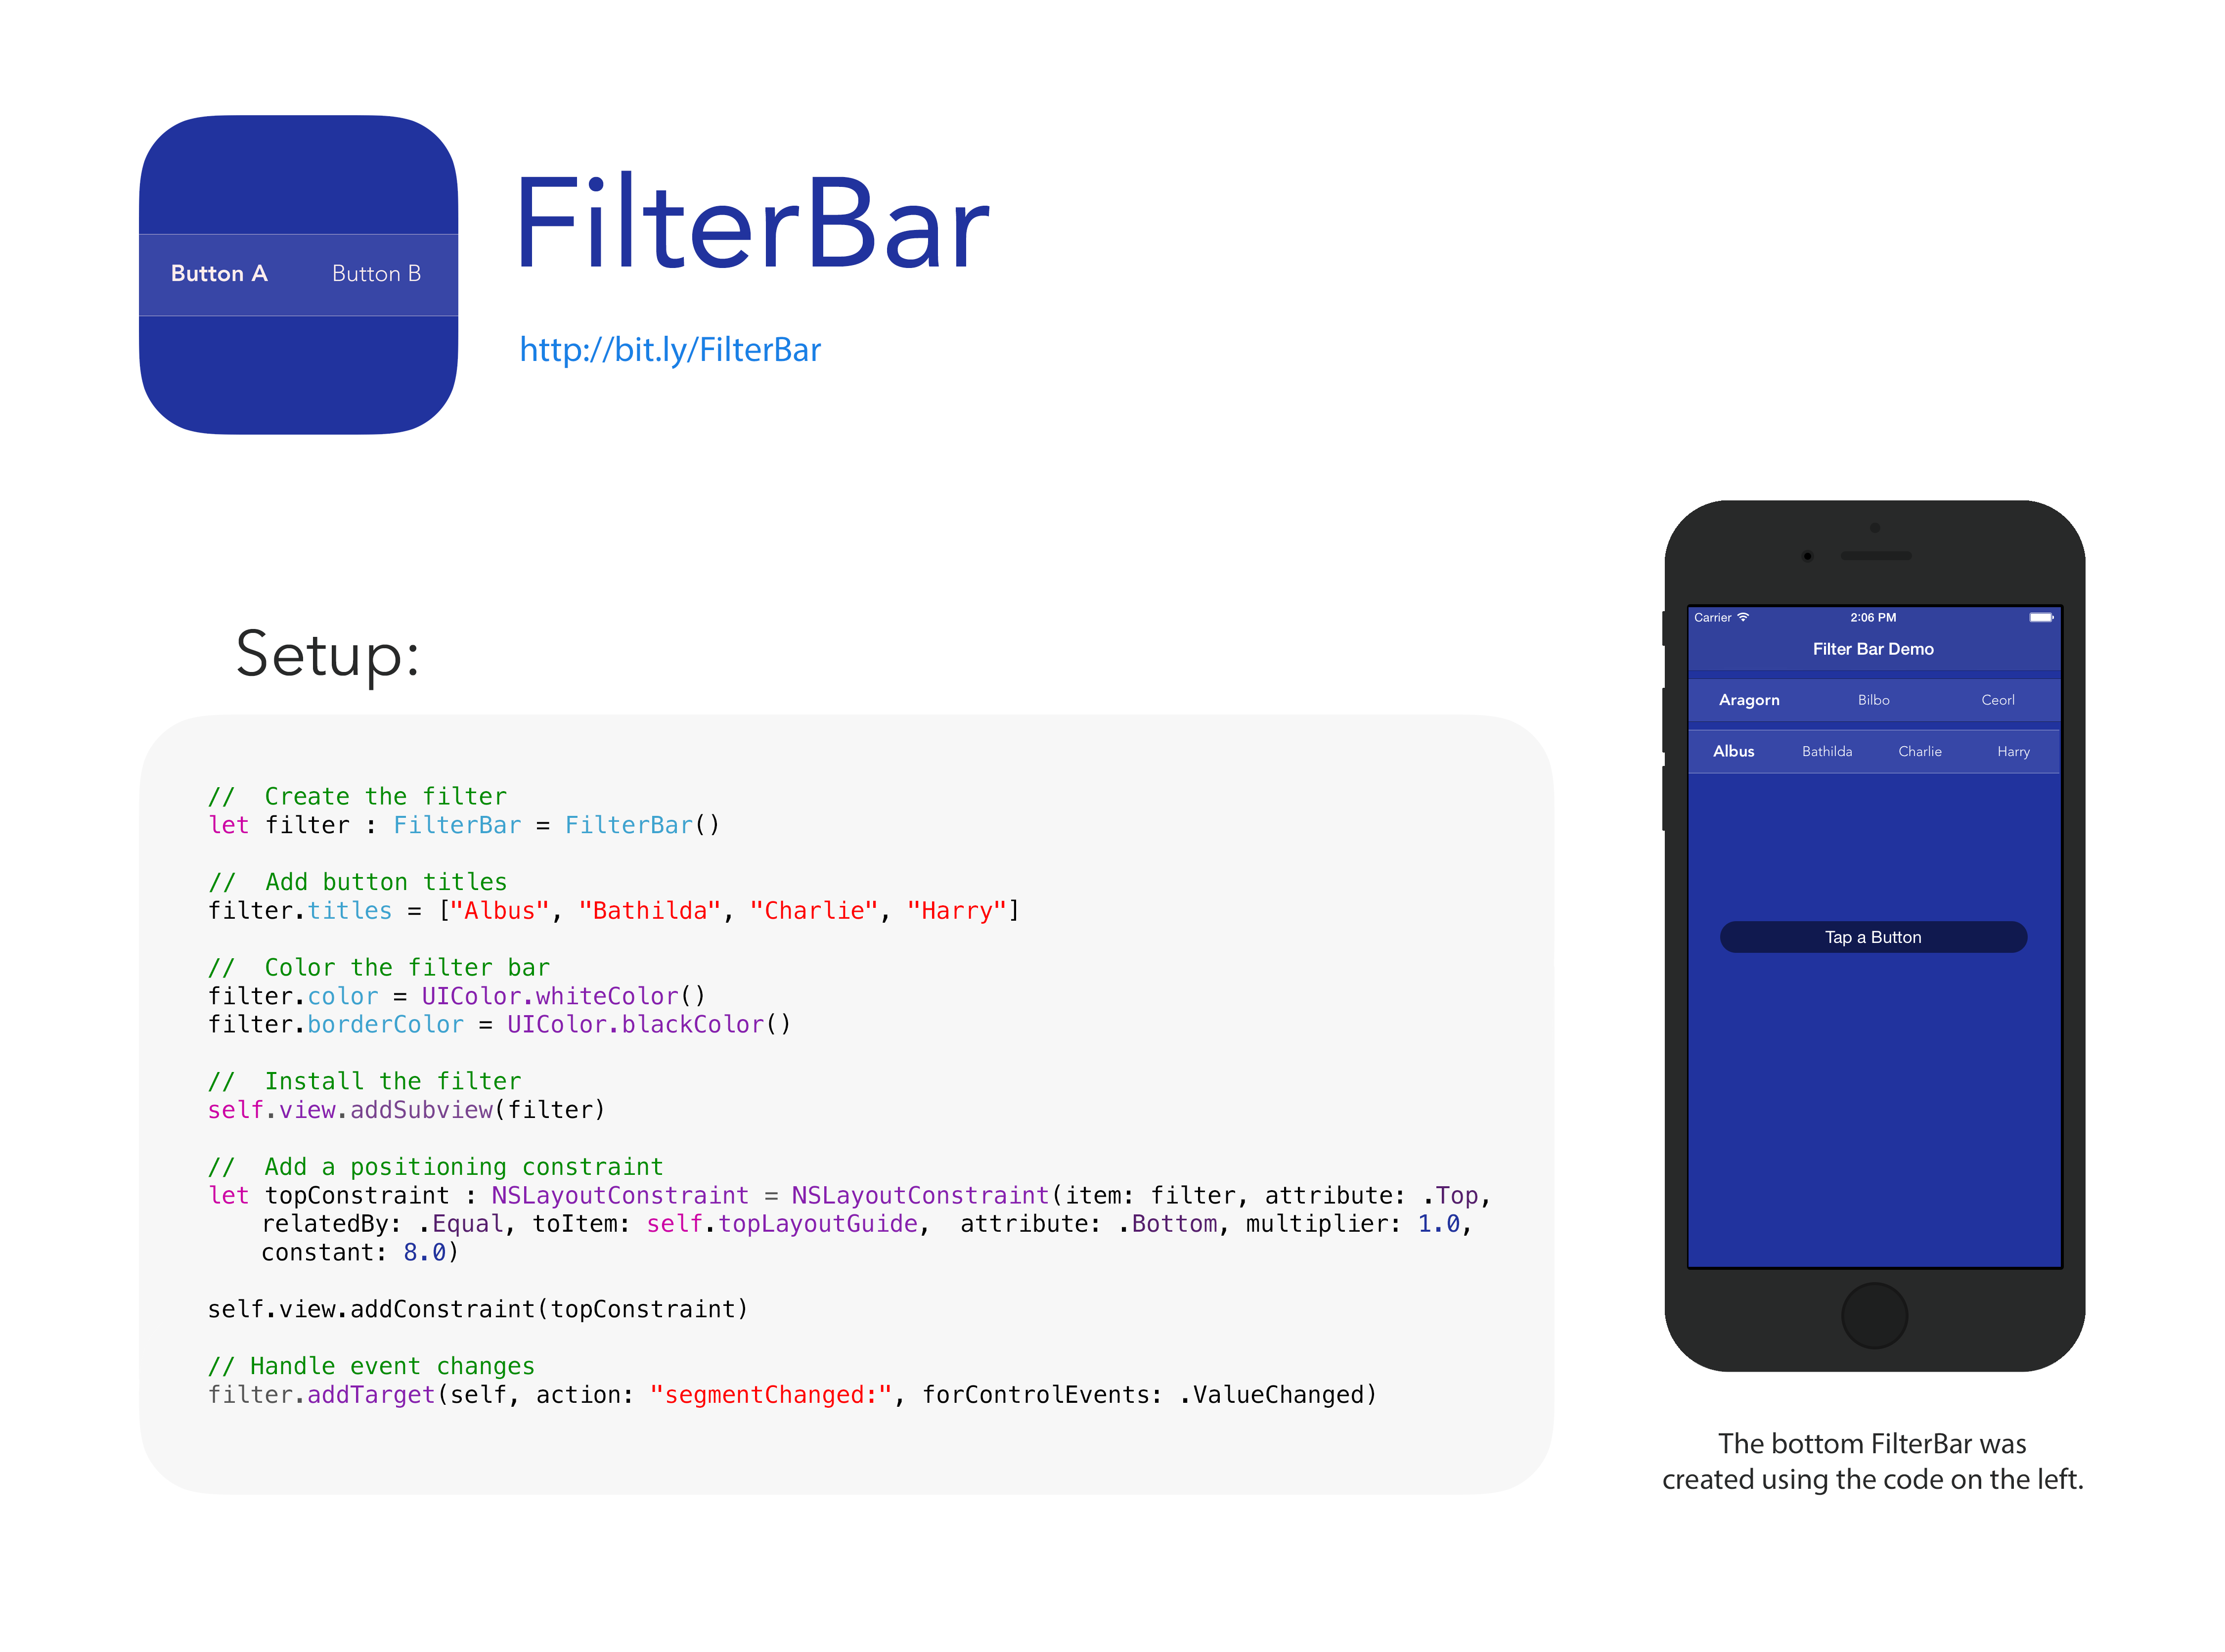 Button A Button B
FilterBar
http://bit.ly/FilterBar
Setup:
//  Create the filter
let filter : FilterBar = FilterBar()
//  Add button titles
filter.titles = ["Albus", "Bathilda", "Charlie", "Harry"]
//  Color the filter bar
filter.color = UIColor.whiteColor()
filter.borderColor = UIColor.blackColor()
//  Install the filter
self.view.addSubview(filter)
//  Add a positioning constraint
let topConstraint : NSLayoutConstraint = NSLayoutConstraint(item: filter, attribute: .Top,
relatedBy: .Equal, toItem: self.topLayoutGuide,  attribute: .Bottom, multiplier: 1.0,
constant: 8.0)
self.view.addConstraint(topConstraint)
// Handle event changes
filter.addTarget(self, action: "segmentChanged:", forControlEvents: .ValueChanged)
Carrier 2:06 PM
Filter Bar Demo
Aragorn Bilbo Ceorl
Albus Bathilda Charlie Harry
Tap a Button
The bottom FilterBar was
created using the code on the left.